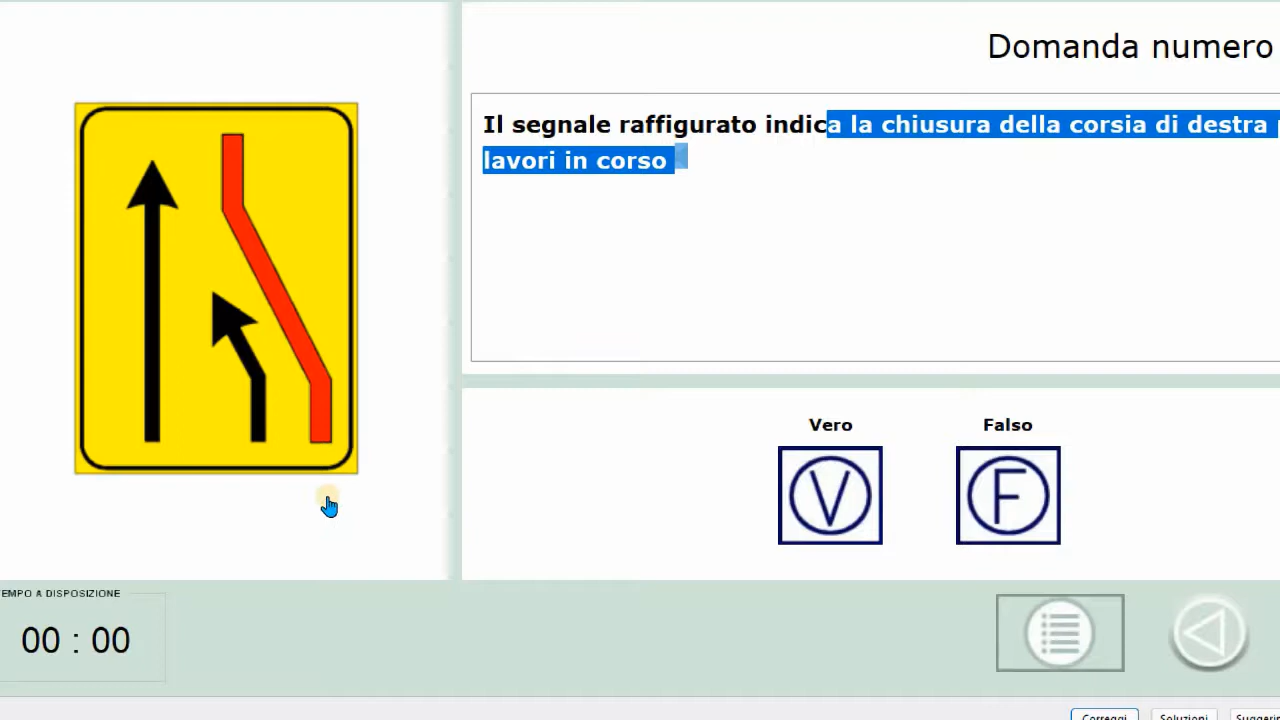 Domanda numero
Il segnale raffigurato indica la chiusura della corsia di destra
lavori in corso
Vero
Falso
V
F
EMPO A DISPOSIZIONE
00 : 00
Correggi
Soluzioni
Suggerir